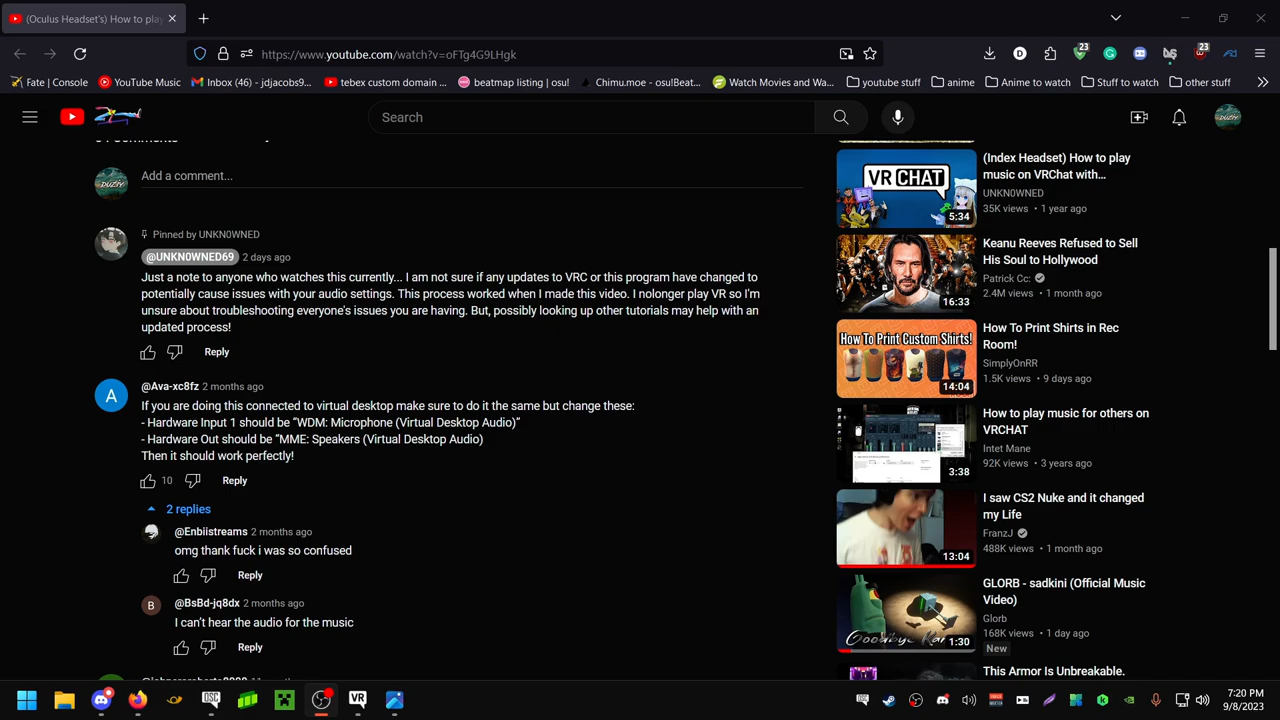 (Oculus Headset's) How to play
https://www.youtube.com/watch?v=oFTg4G9LHgk
23
23
Fate | Console
YouTube Music
Inbox (46) - jdjacobs9...
tebex custom domain ...
beatmap listing | osu!
Chimu.moe - osu!Beat...
Watch Movies and Wa...
youtube stuff
anime
Anime to watch
Stuff to watch
other stuff
Search
Add a comment...
Pinned by UNKN0WNED
@UNKN0WNED69 2 days ago
Just a note to anyone who watches this currently... I am not sure if any updates to VRC or this program have changed to
potentially cause issues with your audio settings. This process worked when I made this video. I nolonger play VR so I'm
unsure about troubleshooting everyone's issues you are having. But, possibly looking up other tutorials may help with an
updated process!
Reply
A
@Ava-xc8fz 2 months ago
If you are doing this connected to virtual desktop make sure to do it the same but change these:
- Hardware Input should be "WDM: Microphone (Virtual Desktop Audio)"
- Hardware Out should be "MME: Speakers (Virtual Desktop Audio)
Then it should work perfectly!
10
Reply
2 replies
@Enbiistreams 2 months ago
omg thank fuck i was so confused
Reply
B
@BsBd-jq8dx 2 months ago
I can't hear the audio for the music
Reply
VR CHAT
5:34
(Index Headset) How to play
music on VRChat with...
UNKN0WNED
35K views • 1 year ago
16:33
Keanu Reeves Refused to Sell
His Soul to Hollywood
Patrick Cc:
2.4M views • 1 month ago
How To Print Custom Shirts!
14:04
How To Print Shirts in Rec
Room!
SimplyOnRR
1.5K views • 9 days ago
3:38
How to play music for others on
VRCHAT
Intet Mane
92K views • 3 years ago
13:04
I saw CS2 Nuke and it changed
my Life
FranzJ
488K views • 1 month ago
1:30
GLORB - sadkini (Official Music
Video)
Glorb
168K views • 1 day ago
New
This Armor Is Unbreakable.
OSC
VR
7:20 PM
9/8/2023